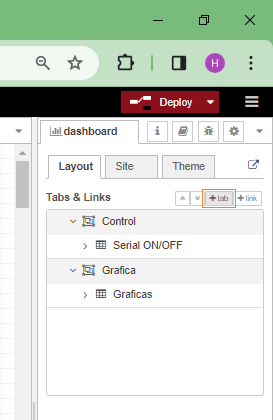 H
Deploy
dashboard
i
Layout
Site
Theme
Tabs & Links
+ tab
+ link
Control
Serial ON/OFF
Grafica
Graficas